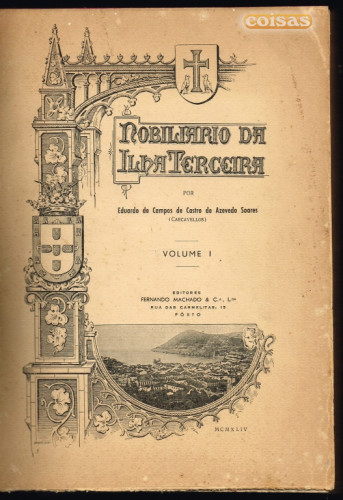 coisas
NOBILIARIO DA
ILHA TERCEIRA
POR
Eduardo de Campos de Castro de Azevedo Soares
(CARCAVELLOS)
VOLUME I
EDITORES
FERNANDO MACHADO & C.ª, L.da
RUA DAS CARMELITAS, 15
PÔRTO
MCMXLIV